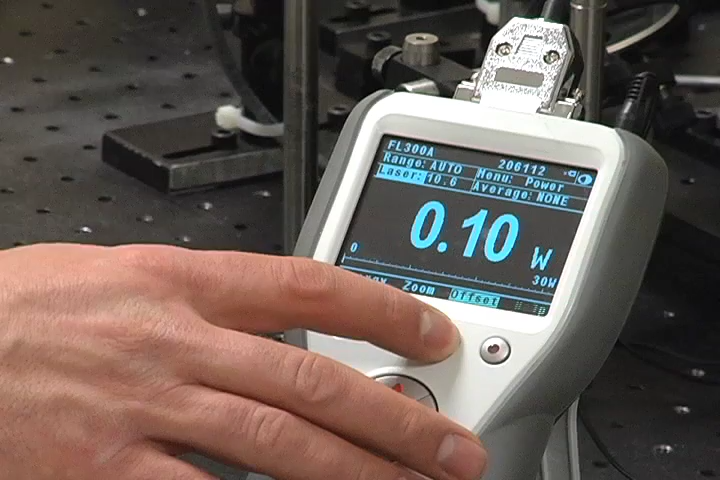 FL300A 206112
Range: AUTO Menu: Power
Laser: 10.6 Average: NONE
0.10 W
0 30W
Zoom Offset